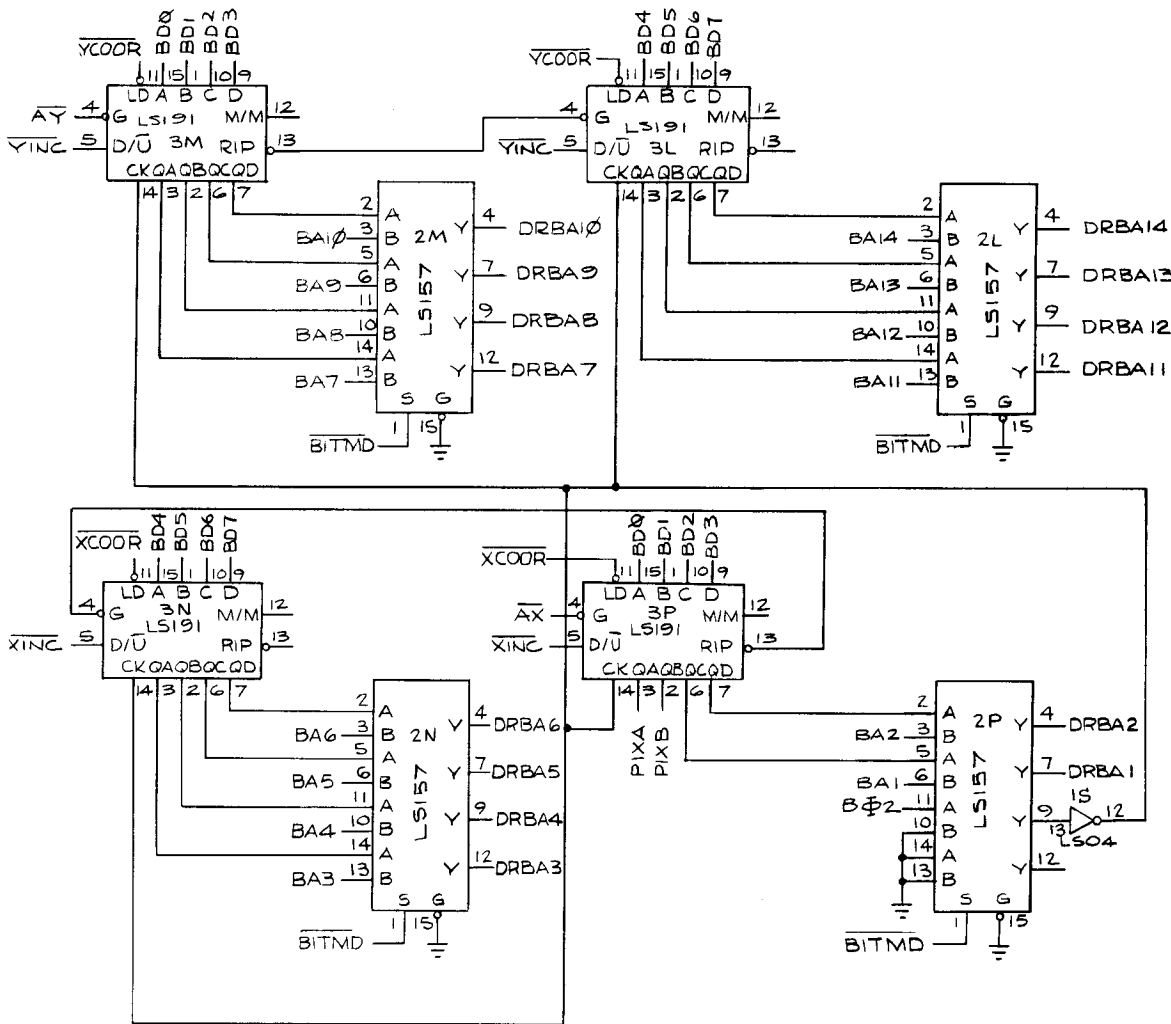 YCOOR BD0 BD1 BD2 BD3
11 15 1 10 9
LD A B C D
AY 4 G LS191 M/M 12
YINC 5 D/U 3M RIP 13
CK QA QB QC QD
14 3 2 6 7
YCOOR BD4 BD5 BD6 BD7
11 15 1 10 9
LD A B C D
4 G LS191 M/M 12
YINC 5 D/U 3L RIP 13
CK QA QB QC QD
14 3 2 6 7
2 A 2M Y 4 DRBA10
BA10 3 B
5 A Y 7 DRBA9
BA9 6 B LS157
11 A Y 9 DRBA8
BA8 10 B
14 A Y 12 DRBA7
BA7 13 B
S G
1 15
BITMD
2 A 2L Y 4 DRBA14
BA14 3 B
5 A Y 7 DRBA13
BA13 6 B LS157
11 A Y 9 DRBA12
BA12 10 B
14 A Y 12 DRBA11
BA11 13 B
S G
1 15
BITMD
XCOOR BD4 BD5 BD6 BD7
11 15 1 10 9
LD A B C D
4 G 3N M/M 12
LS191
XINC 5 D/U RIP 13
CK QA QB QC QD
14 3 2 6 7
XCOOR BD0 BD1 BD2 BD3
11 15 1 10 9
LD A B C D
AX 4 G 3P M/M 12
LS191
XINC 5 D/U RIP 13
CK QA QB QC QD
14 3 2 6 7
PIXA PIXB
2 A 2N Y 4 DRBA6
BA6 3 B
5 A Y 7 DRBA5
BA5 6 B LS157
11 A Y 9 DRBA4
BA4 10 B
14 A Y 12 DRBA3
BA3 13 B
S G
1 15
BITMD
2 A 2P Y 4 DRBA2
BA2 3 B
5 A Y 7 DRBA1
BA1 6 B LS157
BΦ2 11 A Y 9 13 1S 12
LS04
10 B
14 A Y 12
13 B
S G
1 15
BITMD